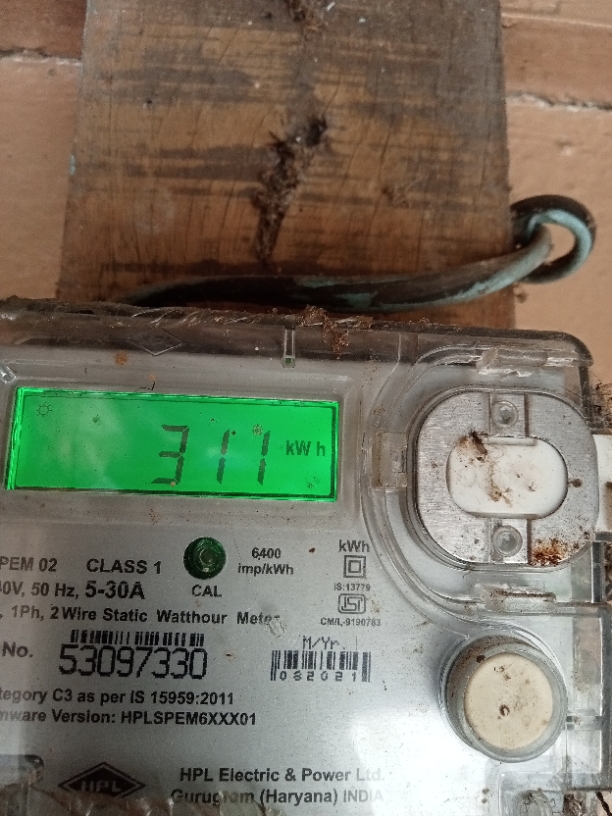 311 kWh
PEM 02 CLASS 1
6400 imp/kWh
kWh
0V, 50 Hz, 5-30A
CAL
IS:13779
, 1Ph, 2 Wire Static Watthour Meter
CM/L-9190783
No. 53097330
M/Yr.
082021
tegory C3 as per IS 15959:2011
mware Version: HPLSPEM6XXX01
HPL
HPL Electric & Power Ltd.
Gurugram (Haryana) INDIA